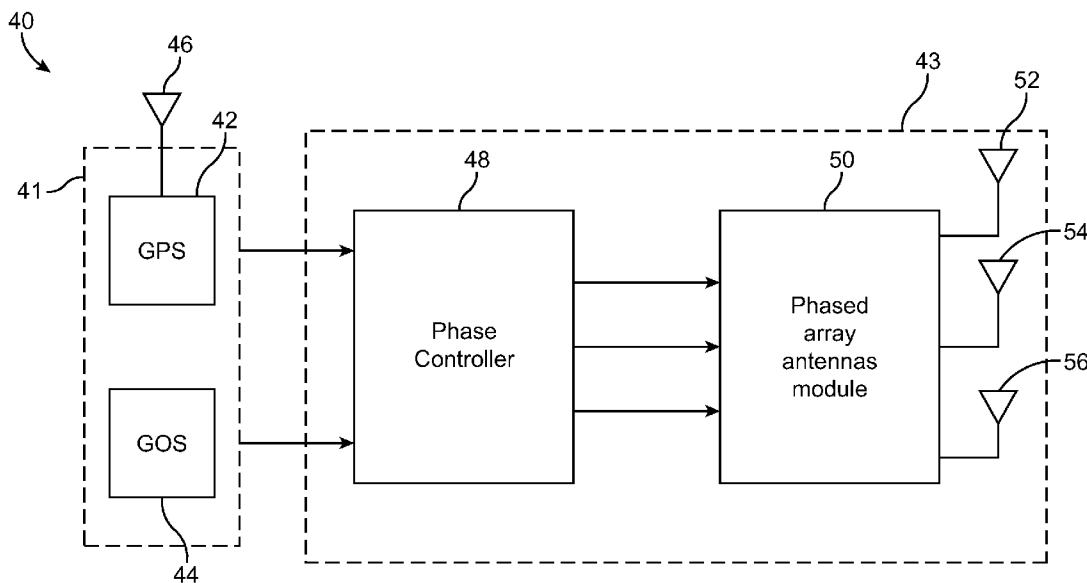 40
46
42
41
GPS
GOS
44
43
48
Phase
Controller
50
Phased
array
antennas
module
52
54
56